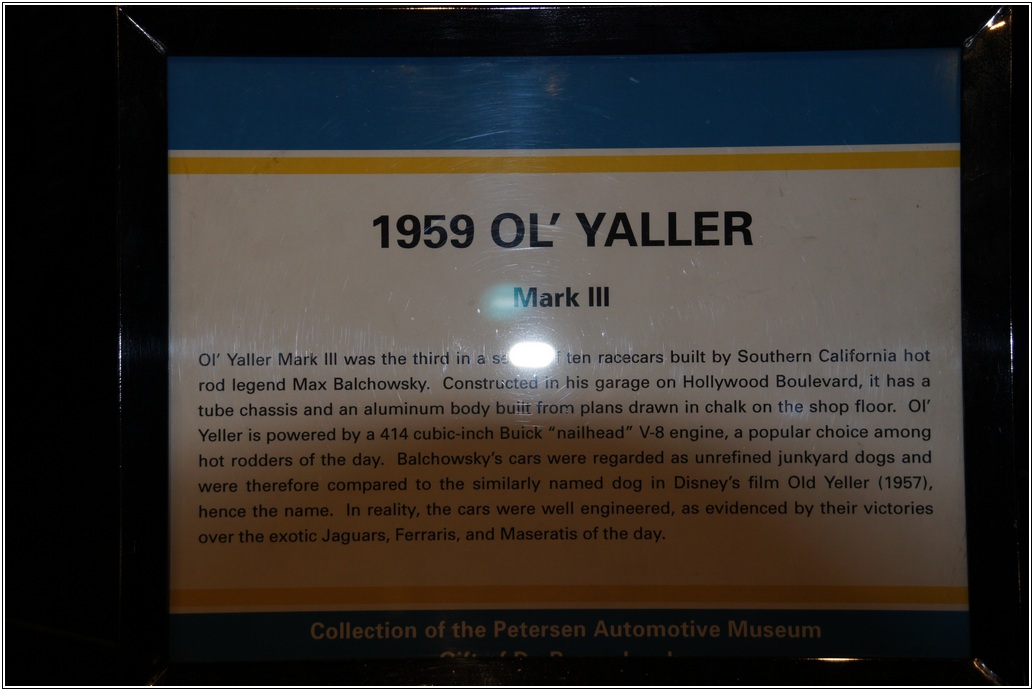 1959 OL' YALLER
Mark III
Ol' Yaller Mark III was the third in a ten racecars built by Southern California hot
rod legend Max Balchowsky. Constructed in his garage on Hollywood Boulevard, it has a
tube chassis and an aluminum body built from plans drawn in chalk on the shop floor. Ol'
Yeller is powered by a 414 cubic-inch Buick “nailhead” V-8 engine, a popular choice among
hot rodders of the day. Balchowsky's cars were regarded as unrefined junkyard dogs and
were therefore compared to the similarly named dog in Disney's film Old Yeller (1957),
hence the name. In reality, the cars were well engineered, as evidenced by their victories
over the exotic Jaguars, Ferraris, and Maseratis of the day.
Collection of the Petersen Automotive Museum